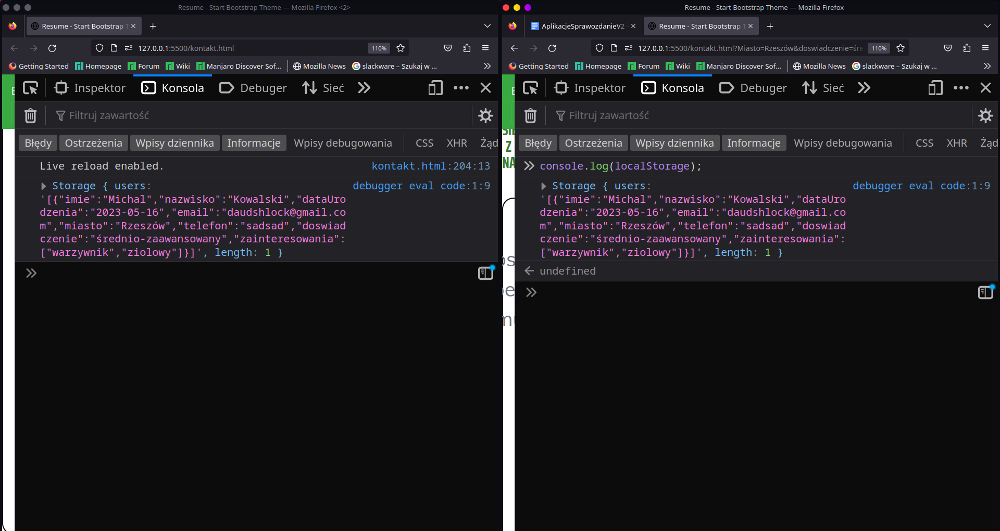 Resume - Start Bootstrap Theme — Mozilla Firefox <2>
Resume - Start Bootstrap T
127.0.0.1:5500/kontakt.html
110%
Getting Started
Homepage
Forum
Wiki
Manjaro Discover Sof...
Mozilla News
slackware – Szukaj w ...
Inspektor
Konsola
Debuger
Sieć
Filtruj zawartość
Błędy
Ostrzeżenia
Wpisy dziennika
Informacje
Wpisy debugowania
CSS
XHR
Żąd
Live reload enabled.
kontakt.html:204:13
Storage { users:
debugger eval code:1:9
'[{"imie":"Michal","nazwisko":"Kowalski","dataUro
dzenia":"2023-05-16","email":"daudshlock@gmail.co
m","miasto":"Rzeszów","telefon":"sadsad","doswiad
czenie":"średnio-zaawansowany","zainteresowania":
["warzywnik","ziolowy"]}]', length: 1 }
Resume - Start Bootstrap Theme — Mozilla Firefox
AplikacjeSprawozdanieV2
Resume - Start Bootstrap T
127.0.0.1:5500/kontakt.html?Miasto=Rzeszów&doswiadczenie=śre
110%
Getting Started
Homepage
Forum
Wiki
Manjaro Discover Sof...
Mozilla News
slackware – Szukaj w ...
Inspektor
Konsola
Debuger
Sieć
Filtruj zawartość
Błędy
Ostrzeżenia
Wpisy dziennika
Informacje
Wpisy debugowania
CSS
XHR
Żąd
Z
NA
console.log(localStorage);
Storage { users:
debugger eval code:1:9
'[{"imie":"Michal","nazwisko":"Kowalski","dataUro
dzenia":"2023-05-16","email":"daudshlock@gmail.co
m","miasto":"Rzeszów","telefon":"sadsad","doswiad
czenie":"średnio-zaawansowany","zainteresowania":
["warzywnik","ziolowy"]}]', length: 1 }
undefined